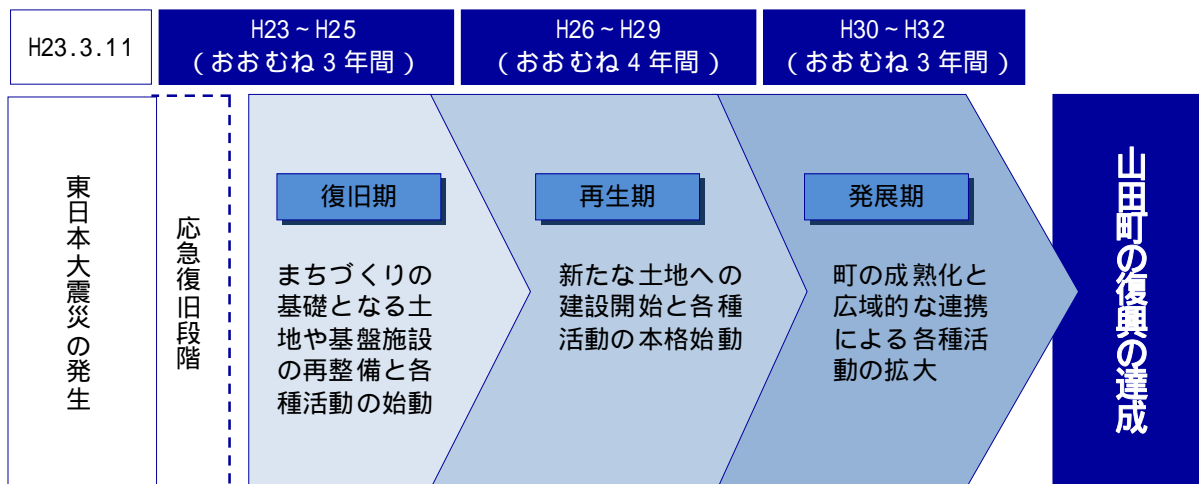 H23.3.11
H23～H25
（おおむね3年間）
H26～H29
（おおむね4年間）
H30～H32
（おおむね3年間）
東日本大震災の発生
応急復旧段階
復旧期
まちづくりの
基礎となる土
地や基盤施設
の再整備と各
種活動の始動
再生期
新たな土地への
建設開始と各種
活動の本格始動
発展期
町の成熟化と
広域的な連携
による各種活
動の拡大
山田町の復興の達成